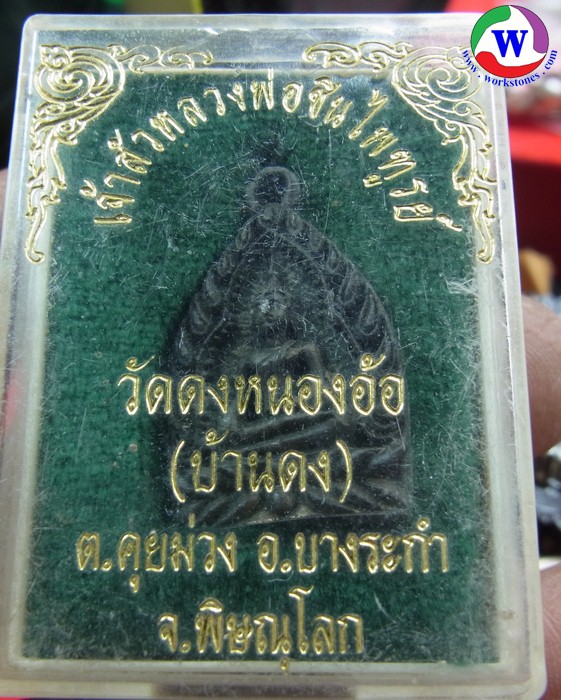 W
www.workstones.com
เจ้าสัวหลวงพ่อชินไพฑูรย์
วัดดงหนองอ้อ
(บ้านดง)
ต.คุยม่วง อ.บางระกำ
จ.พิษณุโลก